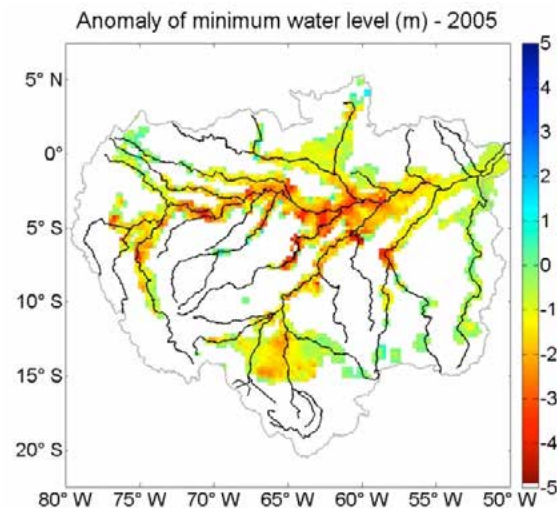 Anomaly of minimum water level (m) - 2005
5° N
0°
5° S
10° S
15° S
20° S
80° W 75° W 70° W 65° W 60° W 55° W 50° W
5
4
3
2
1
0
-1
-2
-3
-4
-5